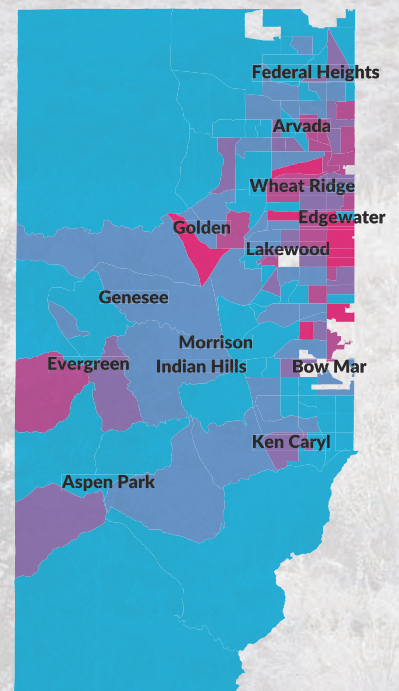 Federal Heights
Arvada
Wheat Ridge
Edgewater
Golden
Lakewood
Genesee
Morrison
Evergreen
Indian Hills
Bow Mar
Ken Caryl
Aspen Park